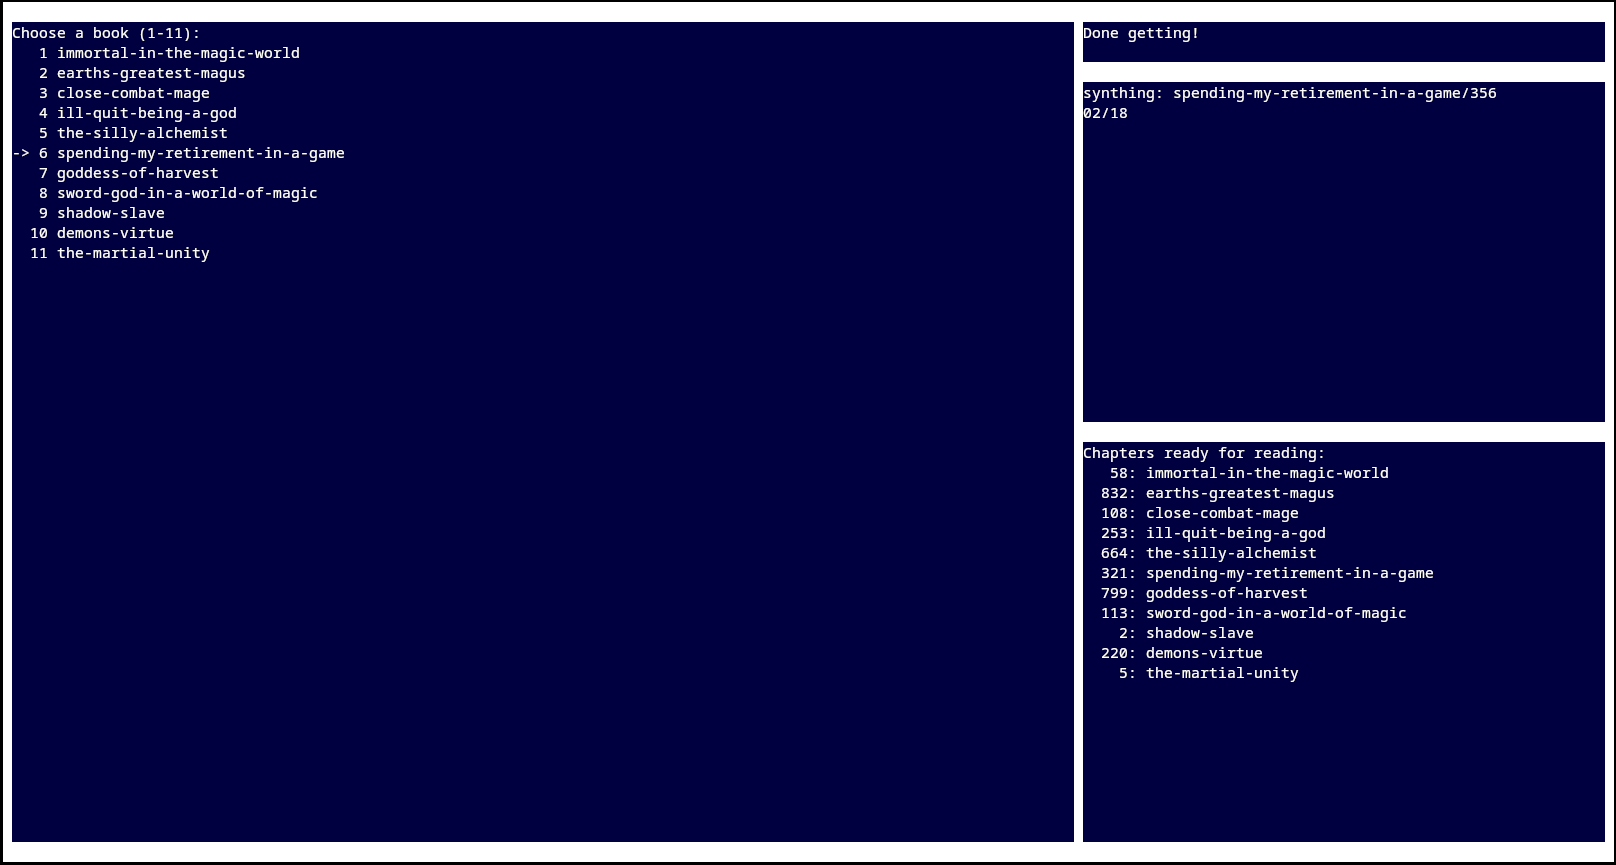 Choose a book (1-11):
1 immortal-in-the-magic-world
2 earths-greatest-magus
3 close-combat-mage
4 ill-quit-being-a-god
5 the-silly-alchemist
-> 6 spending-my-retirement-in-a-game
7 goddess-of-harvest
8 sword-god-in-a-world-of-magic
9 shadow-slave
10 demons-virtue
11 the-martial-unity
Done getting!
synthing: spending-my-retirement-in-a-game/356
02/18
Chapters ready for reading:
58: immortal-in-the-magic-world
832: earths-greatest-magus
108: close-combat-mage
253: ill-quit-being-a-god
664: the-silly-alchemist
321: spending-my-retirement-in-a-game
799: goddess-of-harvest
113: sword-god-in-a-world-of-magic
2: shadow-slave
220: demons-virtue
5: the-martial-unity